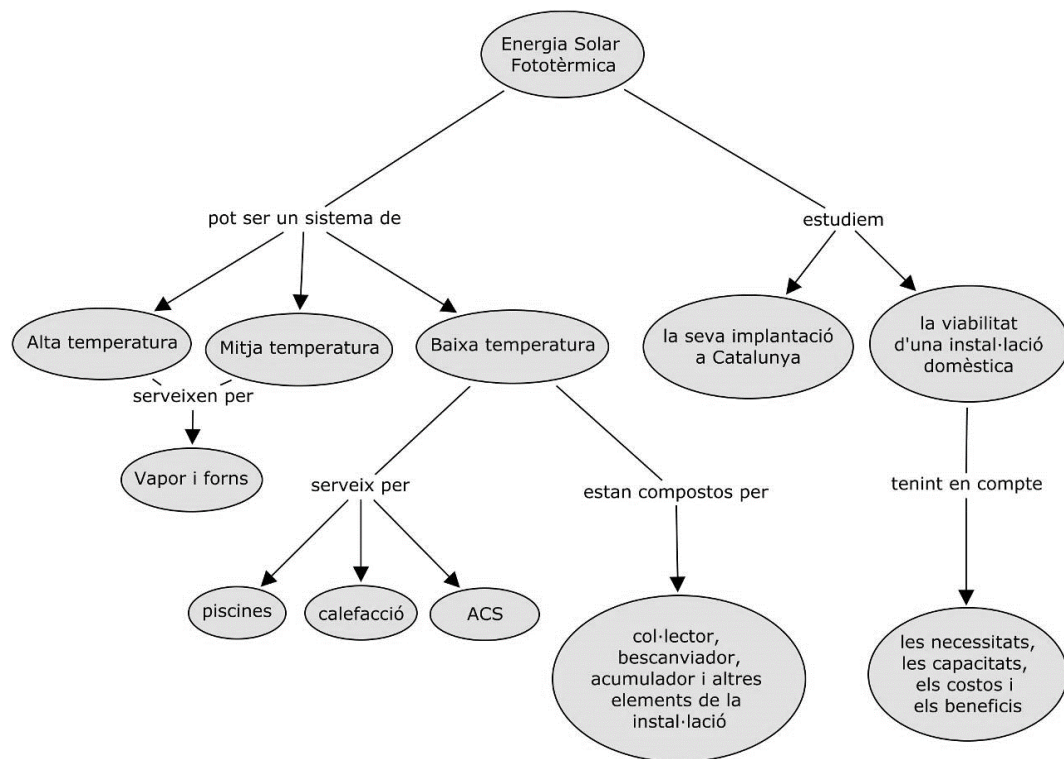 Energia Solar
Fototèrmica
pot ser un sistema de
estudiem
Alta temperatura
Mitja temperatura
Baixa temperatura
la seva implantació
a Catalunya
la viabilitat
d'una instal·lació
domèstica
serveixen per
Vapor i forns
serveix per
estan compostos per
tenint en compte
piscines
calefacció
ACS
col·lector,
bescanviador,
acumulador i altres
elements de la
instal·lació
les necessitats,
les capacitats,
els costos i
els beneficis